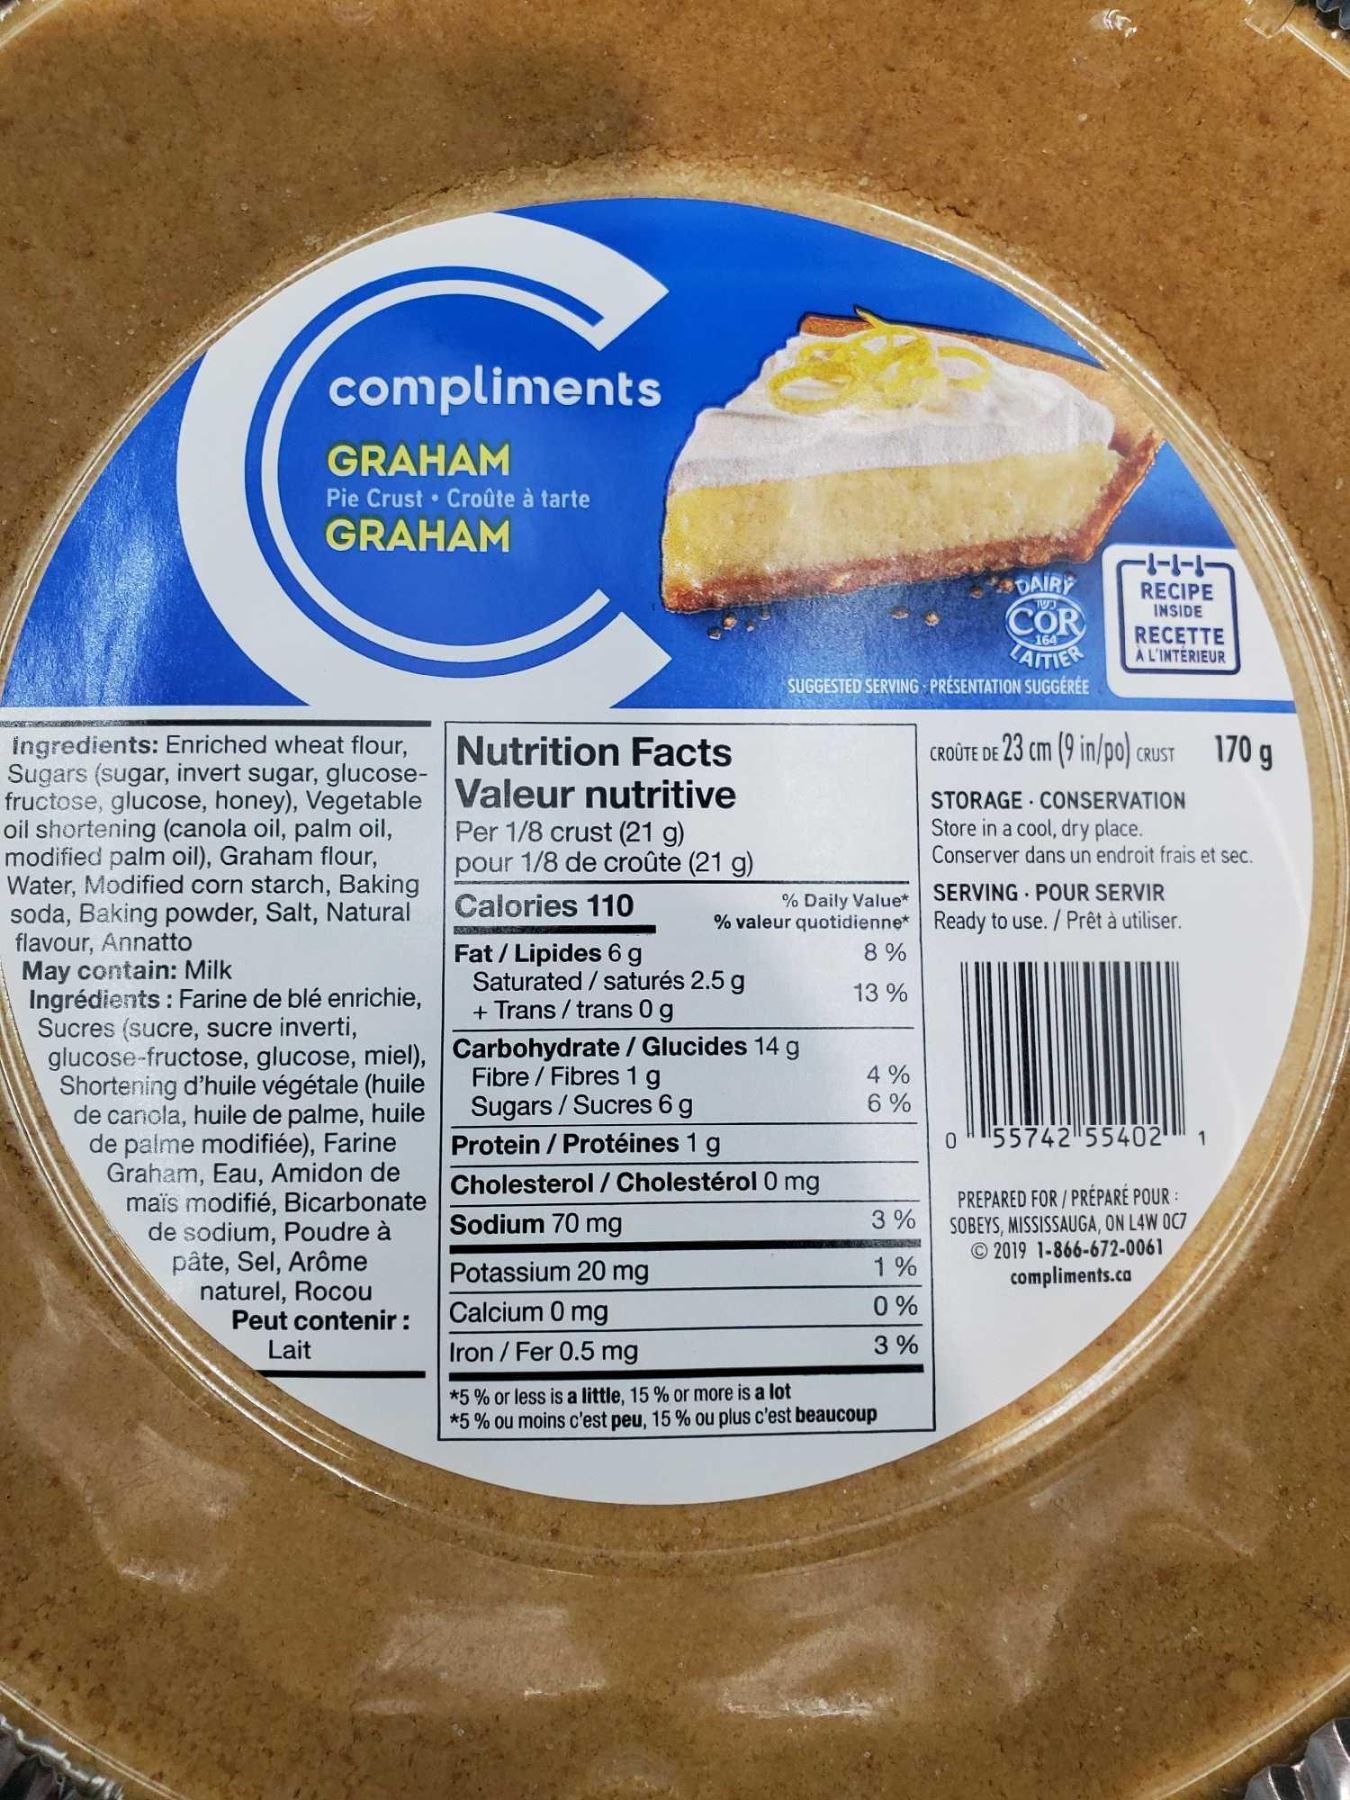 compliments
GRAHAM
Pie Crust • Croûte à tarte
GRAHAM
DAIRY
כשר
COR
164
LAITIER
RECIPE
INSIDE
RECETTE
À L'INTÉRIEUR
SUGGESTED SERVING · PRÉSENTATION SUGGÉRÉE
Ingredients: Enriched wheat flour,
Sugars (sugar, invert sugar, glucose-
fructose, glucose, honey), Vegetable
oil shortening (canola oil, palm oil,
modified palm oil), Graham flour,
Water, Modified corn starch, Baking
soda, Baking powder, Salt, Natural
flavour, Annatto
May contain: Milk
Ingrédients : Farine de blé enrichie,
Sucres (sucre, sucre inverti,
glucose-fructose, glucose, miel),
Shortening d'huile végétale (huile
de canola, huile de palme, huile
de palme modifiée), Farine
Graham, Eau, Amidon de
maïs modifié, Bicarbonate
de sodium, Poudre à
pâte, Sel, Arôme
naturel, Rocou
Peut contenir :
Lait
Nutrition Facts
Valeur nutritive
Per 1/8 crust (21 g)
pour 1/8 de croûte (21 g)
Calories 110 % Daily Value*
% valeur quotidienne*
Fat / Lipides 6 g 8 %
Saturated / saturés 2.5 g
+ Trans / trans 0 g 13 %
Carbohydrate / Glucides 14 g
Fibre / Fibres 1 g 4 %
Sugars / Sucres 6 g 6 %
Protein / Protéines 1 g
Cholesterol / Cholestérol 0 mg
Sodium 70 mg 3 %
Potassium 20 mg 1 %
Calcium 0 mg 0 %
Iron / Fer 0.5 mg 3 %
*5 % or less is a little, 15 % or more is a lot
*5 % ou moins c'est peu, 15 % ou plus c'est beaucoup
CROÛTE DE 23 cm (9 in/po) CRUST 170 g
STORAGE · CONSERVATION
Store in a cool, dry place.
Conserver dans un endroit frais et sec.
SERVING · POUR SERVIR
Ready to use. / Prêt à utiliser.
0 55742 55402 1
PREPARED FOR / PRÉPARÉ POUR :
SOBEYS, MISSISSAUGA, ON L4W 0C7
© 2019 1-866-672-0061
compliments.ca